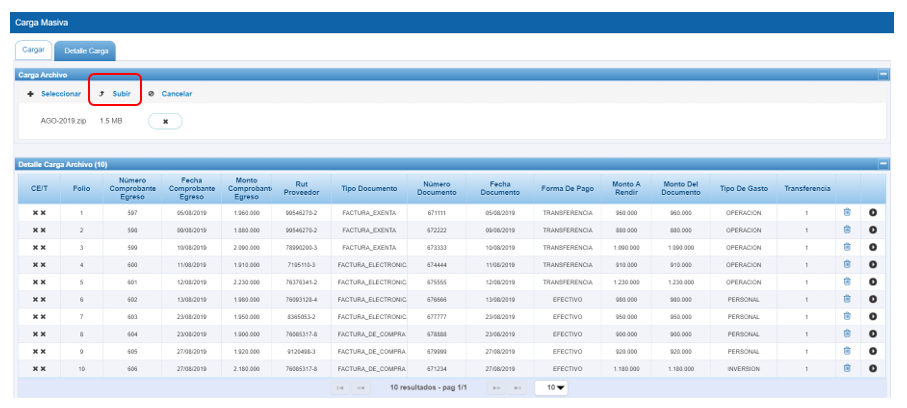 Carga Masiva
Cargar Detalle Carga
Carga Archivo
Seleccionar Subir Cancelar
AGO-2019.zip 1.5 MB
Detalle Carga Archivo (10)
CE/T Folio Número Comprobante Egreso Fecha Comprobante Egreso Monto Comprobant Egreso Rut Proveedor Tipo Documento Número Documento Fecha Documento Forma De Pago Monto A Rendir Monto Del Documento Tipo De Gasto Transferencia
1 597 05/08/2019 1.960.000 99546270-2 FACTURA_EXENTA 671111 05/08/2019 TRANSFERENCIA 960.000 960.000 OPERACION 1
2 598 09/08/2019 1.880.000 99546270-2 FACTURA_EXENTA 672222 09/08/2019 TRANSFERENCIA 880.000 880.000 OPERACION 1
3 599 10/08/2019 2.090.000 78990200-3 FACTURA_EXENTA 673333 10/08/2019 TRANSFERENCIA 1.090.000 1.090.000 OPERACION 1
4 600 11/08/2019 1.910.000 7195110-3 FACTURA_ELECTRONIC. 674444 11/08/2019 TRANSFERENCIA 910.000 910.000 OPERACION 1
5 601 12/08/2019 2.230.000 76376341-2 FACTURA_ELECTRONIC. 675555 12/08/2019 TRANSFERENCIA 1.230.000 1.230.000 OPERACION 1
6 602 13/08/2019 1.980.000 76093128-4 FACTURA_ELECTRONIC. 676666 13/08/2019 EFECTIVO 980.000 980.000 PERSONAL 1
7 603 23/08/2019 1.950.000 8365053-2 FACTURA_ELECTRONIC. 677777 23/08/2019 EFECTIVO 950.000 950.000 PERSONAL 1
8 604 23/08/2019 1.900.000 76085317-8 FACTURA_DE_COMPRA 678888 23/08/2019 EFECTIVO 900.000 900.000 PERSONAL 1
9 605 27/08/2019 1.920.000 9120498-3 FACTURA_DE_COMPRA 679999 27/08/2019 EFECTIVO 920.000 920.000 PERSONAL 1
10 606 27/08/2019 2.180.000 76085317-8 FACTURA_DE_COMPRA 671234 27/08/2019 EFECTIVO 1.180.000 1.180.000 INVERSION 1
10 resultados - pag 1/1 10